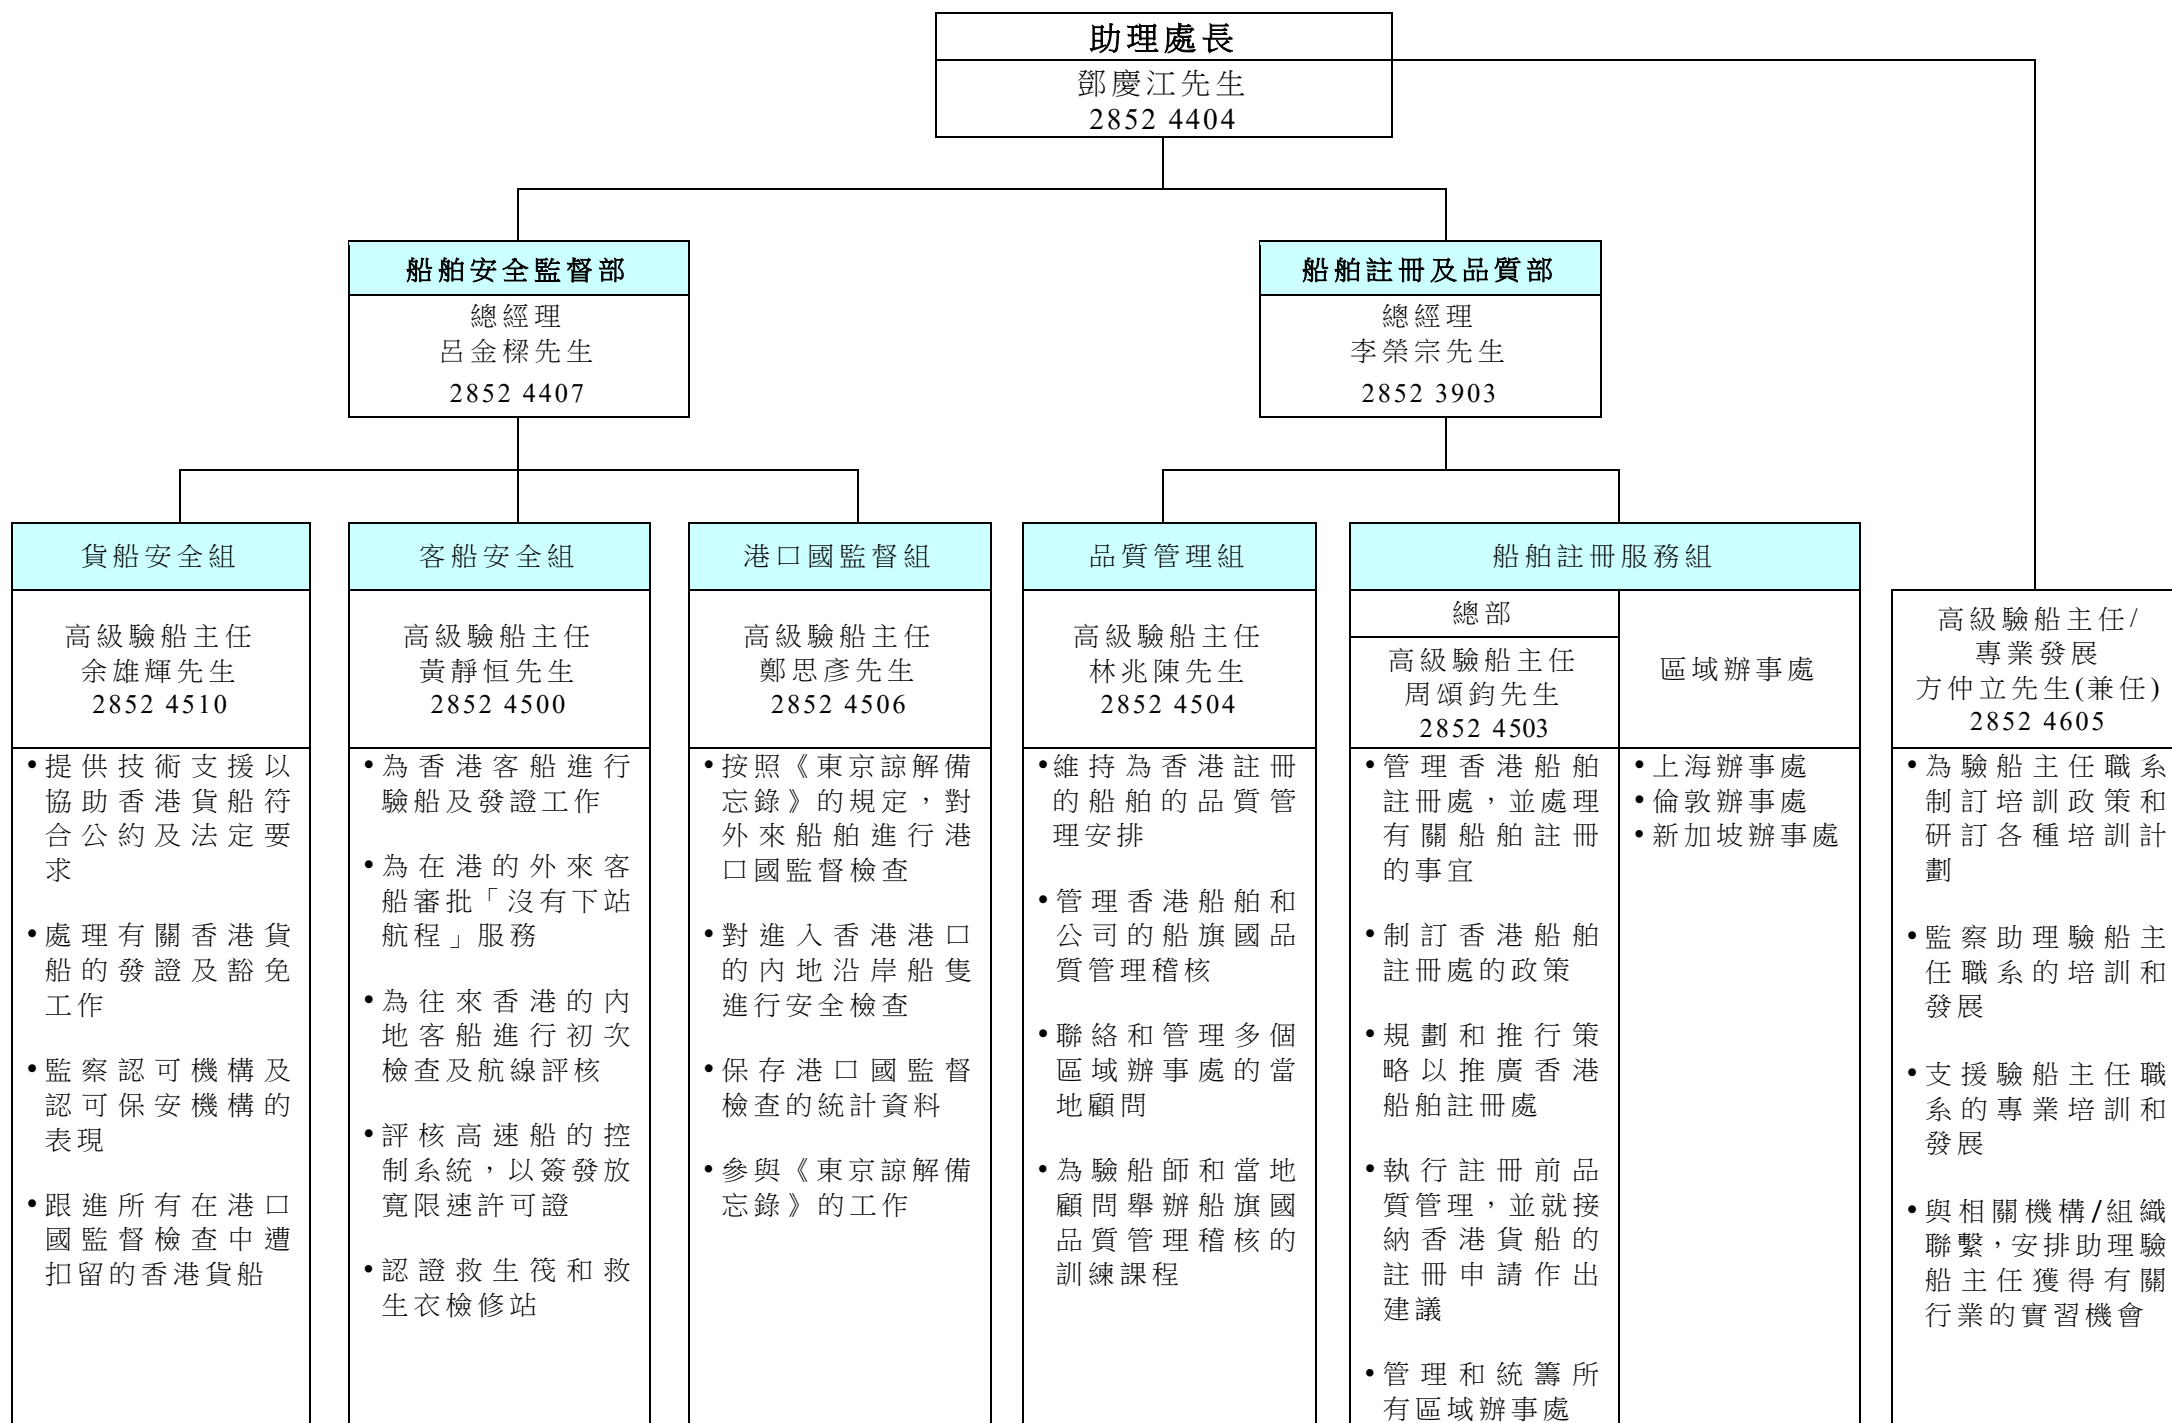 助理處長
鄧慶江先生
2852 4404
船舶安全監督部
總經理
呂金樑先生
2852 4407
船舶註冊及品質部
總經理
李榮宗先生
2852 3903
貨船安全組
高級驗船主任
余雄輝先生
2852 4510
•提供技術支援以
協助香港貨船符
合公約及法定要
求
•處理有關香港貨
船的發證及豁免
工作
•監察認可機構及
認可保安機構的
表現
•跟進所有在港口
國監督檢查中遭
扣留的香港貨船
客船安全組
高級驗船主任
黃靜恒先生
2852 4500
•為香港客船進行
驗船及發證工作
•為在港的外來客
船審批「沒有下站
航程」服務
•為往來香港的內
地客船進行初次
檢查及航線評核
•評核高速船的控
制系統，以簽發放
寬限速許可證
•認證救生筏和救
生衣檢修站
港口國監督組
高級驗船主任
鄭思彥先生
2852 4506
•按照《東京諒解備
忘錄》的規定，對
外來船舶進行港
口國監督檢查
•對進入香港港口
的內地沿岸船隻
進行安全檢查
•保存港口國監督
檢查的統計資料
•參與《東京諒解備
忘錄》的工作
品質管理組
高級驗船主任
林兆陳先生
2852 4504
•維持為香港註冊
的船舶的品質管
理安排
•管理香港船舶和
公司的船旗國品
質管理稽核
•聯絡和管理多個
區域辦事處的當
地顧問
•為驗船師和當地
顧問舉辦船旗國
品質管理稽核的
訓練課程
船舶註冊服務組
總部
高級驗船主任
周頌鈞先生
2852 4503
•管理香港船舶
註冊處，並處理
有關船舶註冊
的事宜
•制訂香港船舶
註冊處的政策
•規劃和推行策
略以推廣香港
船舶註冊處
•執行註冊前品
質管理，並就接
納香港貨船的
註冊申請作出
建議
•管理和統籌所
有區域辦事處
區域辦事處
•上海辦事處
•倫敦辦事處
•新加坡辦事處
高級驗船主任/
專業發展
方仲立先生(兼任)
2852 4605
•為驗船主任職系
制訂培訓政策和
研訂各種培訓計
劃
•監察助理驗船主
任職系的培訓和
發展
•支援驗船主任職
系的專業培訓和
發展
•與相關機構/組織
聯繫，安排助理驗
船主任獲得有關
行業的實習機會